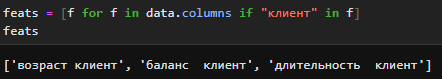 feats = [f for f in data.columns if "клиент" in f]
feats
['возраст клиент', 'баланс  клиент', 'длительность  клиент']